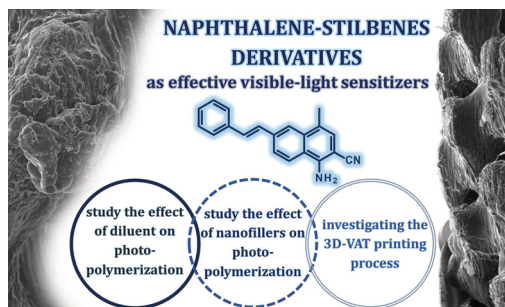 NAPHTHALENE-STILBENES
DERIVATIVES
as effective visible-light sensitizers
CN
NH₂
study the effect
of diluent on
photo-
polymerization
study the effect
of nanofillers on
photo-
polymerization
investigating the
3D-VAT printing
process